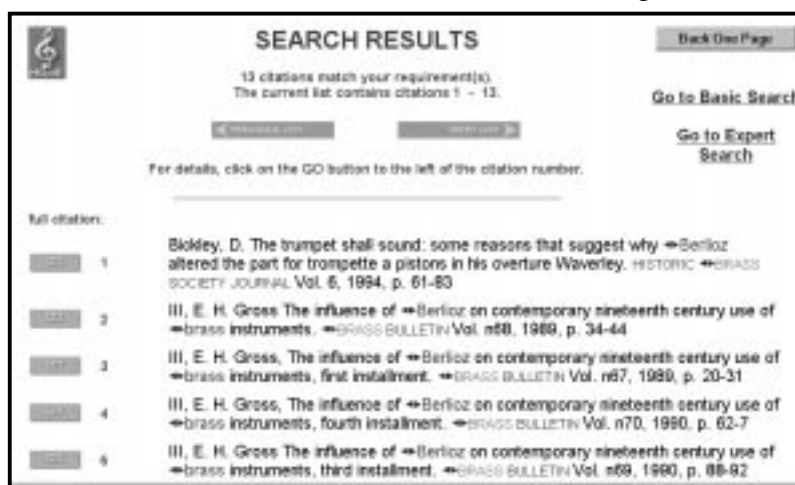 SEARCH RESULTS
Back One Page
13 citations match your requirement(s).
The current list contains citations 1 - 13.
Go to Basic Search
PREVIOUS LIST
NEXT LIST
Go to Expert
Search
For details, click on the GO button to the left of the citation number.
full citation:
1 Blokley, D. The trumpet shall sound: some reasons that suggest why ⇔Berlioz
altered the part for trompette a pistons in his overture Waverley. HISTORIC ⇔BRASS
SOCIETY JOURNAL Vol. 6, 1994, p. 61-83
2 III, E. H. Gross The influence of ⇔Berlioz on contemporary nineteenth century use of
⇔brass instruments. ⇔BRASS BULLETIN Vol. n68, 1989, p. 34-44
3 III, E. H. Gross, The influence of ⇔Berlioz on contemporary nineteenth century use of
⇔brass instruments, first installment. ⇔BRASS BULLETIN Vol. n67, 1989, p. 20-31
4 III, E. H. Gross, The influence of ⇔Berlioz on contemporary nineteenth century use of
⇔brass instruments, fourth installment. ⇔BRASS BULLETIN Vol. n70, 1990, p. 62-7
5 III, E. H. Gross, The influence of ⇔Berlioz on contemporary nineteenth century use of
⇔brass instruments, third installment. ⇔BRASS BULLETIN Vol. n69, 1990, p. 88-92